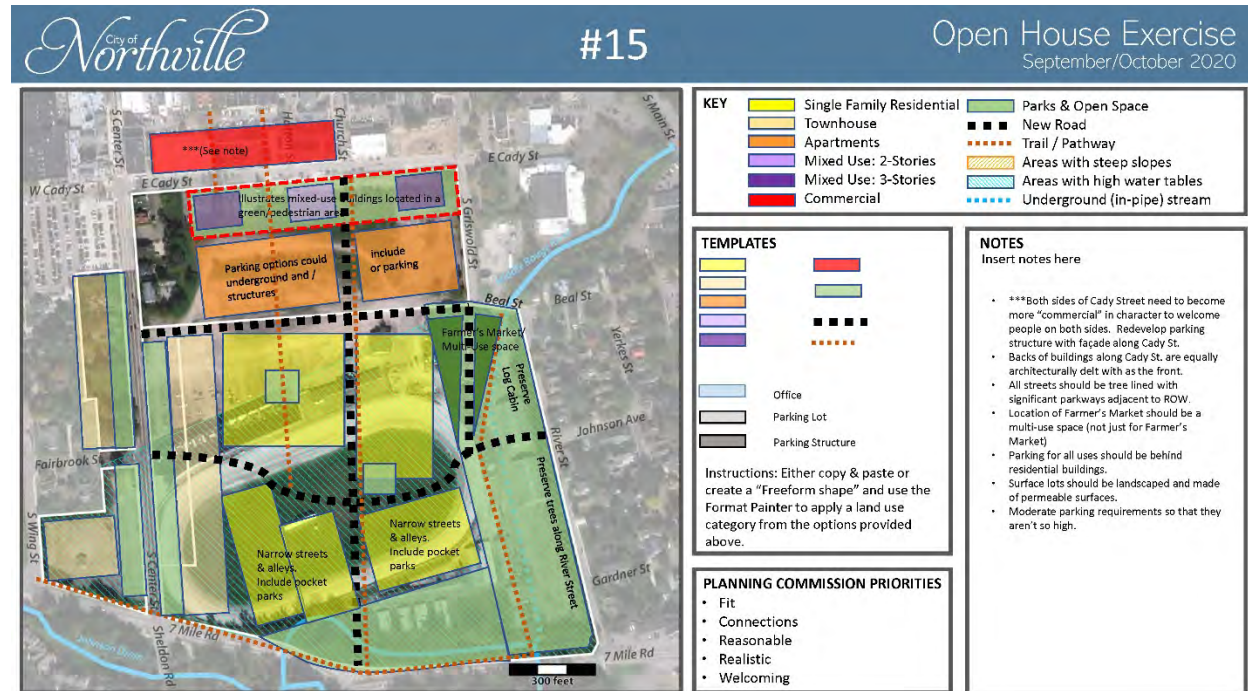 City of
Northville
#15
Open House Exercise
September/October 2020
S Center St
Church St
S Main St
***(See note)
W Cady St
E Cady St
E Cady St
Illustrates mixed-use buildings located in a
green/pedestrian area
S Griswold St
Parking options could
underground and /
structures
include
or parking
Beal St
Beal St
Farmer's Market/
Multi-Use space
Yerkes St
Preserve
Log Cabin
Johnson Ave
River St
Fairbrook St
Preserve trees along River Street
S Wing St
S Center St
Narrow streets
& alleys.
Include pocket
parks
Narrow streets
& alleys.
Include pocket
parks
Gardner St
7 Mile Rd
Sheldon Rd
7 Mile Rd
300 feet
KEY
Single Family Residential
Townhouse
Apartments
Mixed Use: 2-Stories
Mixed Use: 3-Stories
Commercial
Parks & Open Space
New Road
Trail / Pathway
Areas with steep slopes
Areas with high water tables
Underground (in-pipe) stream
TEMPLATES
Office
Parking Lot
Parking Structure
Instructions: Either copy & paste or
create a "Freeform shape" and use the
Format Painter to apply a land use
category from the options provided
above.
PLANNING COMMISSION PRIORITIES
• Fit
• Connections
• Reasonable
• Realistic
• Welcoming
NOTES
Insert notes here
• ***Both sides of Cady Street need to become
more "commercial" in character to welcome
people on both sides. Redevelop parking
structure with façade along Cady St.
• Backs of buildings along Cady St. are equally
architecturally delt with as the front.
• All streets should be tree lined with
significant parkways adjacent to ROW.
• Location of Farmer's Market should be a
multi-use space (not just for Farmer's
Market)
• Parking for all uses should be behind
residential buildings.
• Surface lots should be landscaped and made
of permeable surfaces.
• Moderate parking requirements so that they
aren't so high.